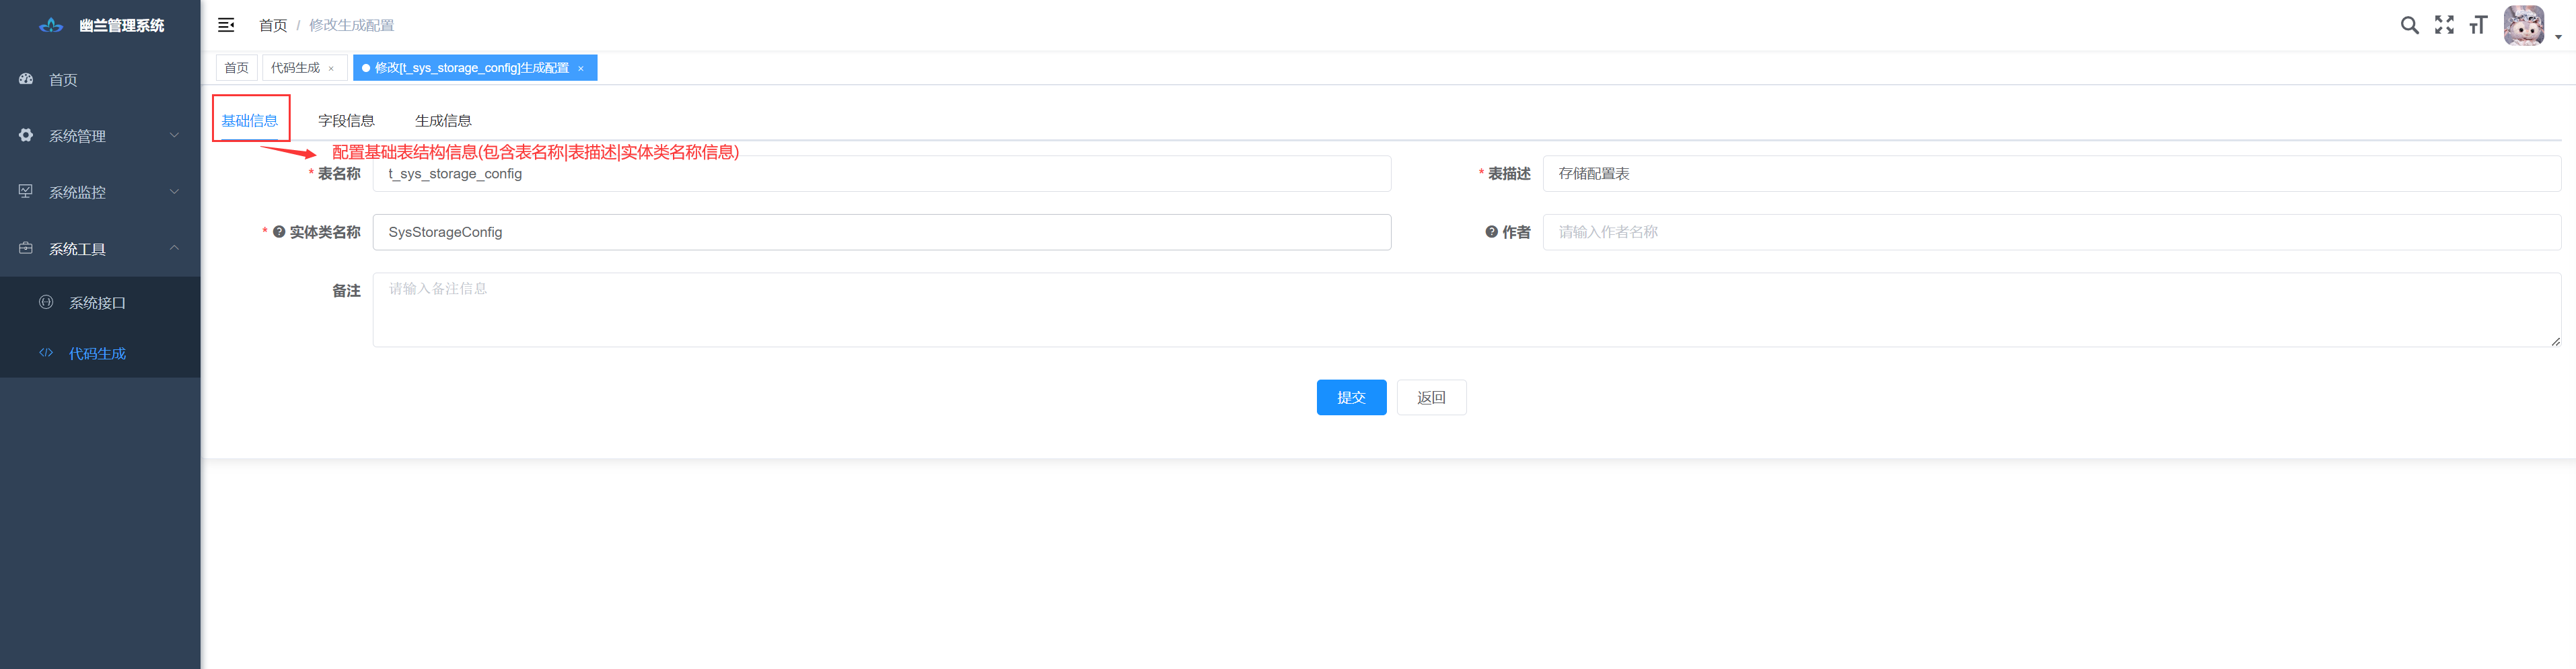 幽兰管理系统
首页 / 修改生成配置
首页
代码生成 ×
修改[t_sys_storage_config]生成配置 ×
首页
系统管理
系统监控
系统工具
系统接口
代码生成
基础信息
字段信息
生成信息
配置基础表结构信息(包含表名称|表描述|实体类名称信息)
* 表名称
t_sys_storage_config
* 表描述
存储配置表
* 实体类名称
SysStorageConfig
作者
请输入作者名称
备注
请输入备注信息
提交
返回